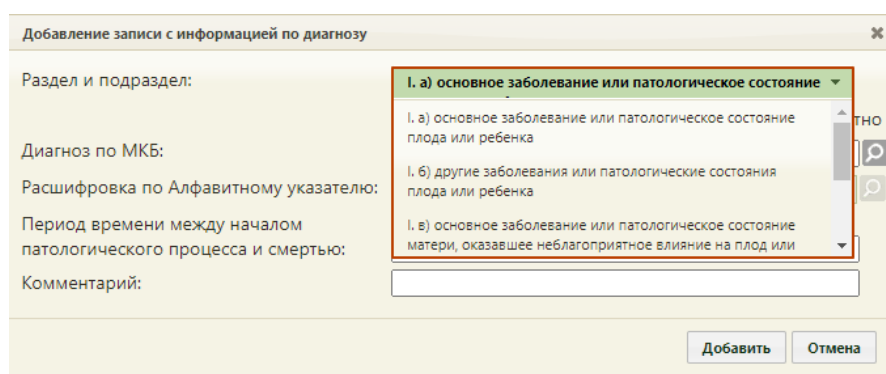 Добавление записи с информацией по диагнозу
Раздел и подраздел:
I. а) основное заболевание или патологическое состояние
I. а) основное заболевание или патологическое состояние
плода или ребенка
тно
Диагноз по МКБ:
I. б) другие заболевания или патологические состояния
плода или ребенка
Расшифровка по Алфавитному указателю:
Период времени между началом
патологического процесса и смертью:
I. в) основное заболевание или патологическое состояние
матери, оказавшее неблагоприятное влияние на плод или
Комментарий:
Добавить
Отмена